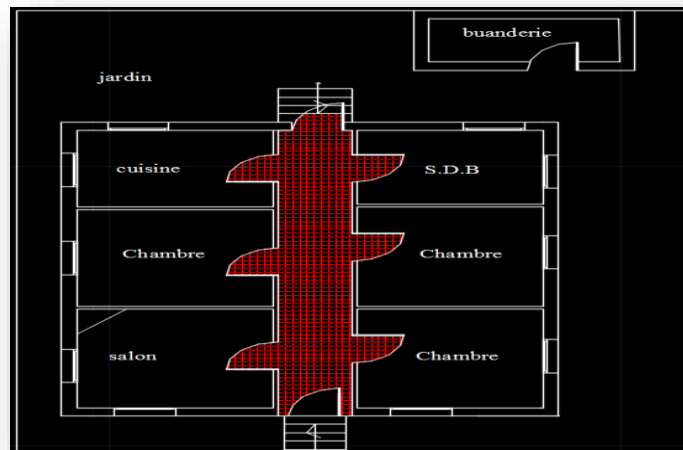 buanderie
jardin
cuisine
S.D.B
Chambre
Chambre
salon
Chambre